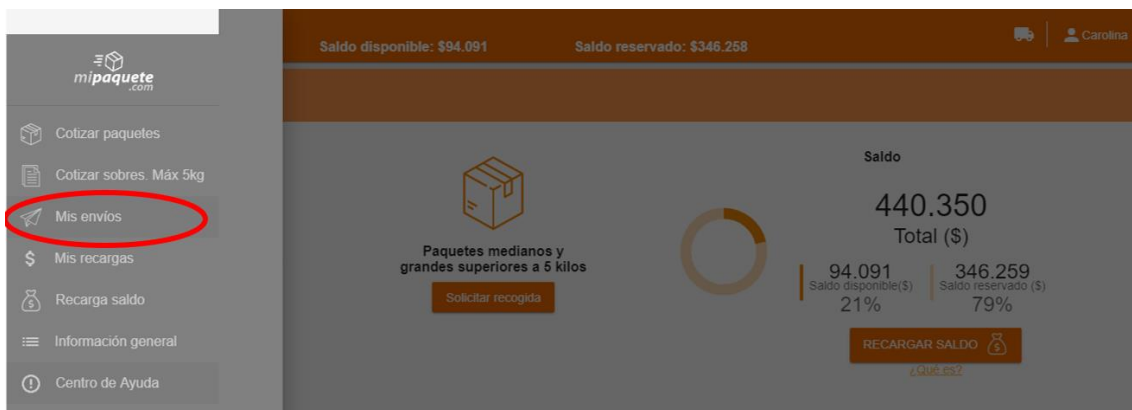 mipaquete
.com
Cotizar paquetes
Cotizar sobres. Máx 5kg
Mis envíos
Mis recargas
Recarga saldo
Información general
Centro de Ayuda
Saldo disponible: $94.091
Saldo reservado: $346.258
Carolina
Paquetes medianos y
grandes superiores a 5 kilos
Solicitar recogida
Saldo
440.350
Total ($)
94.091
Saldo disponible($)
21%
346.259
Saldo reservado ($)
79%
RECARGAR SALDO
¿Qué es?